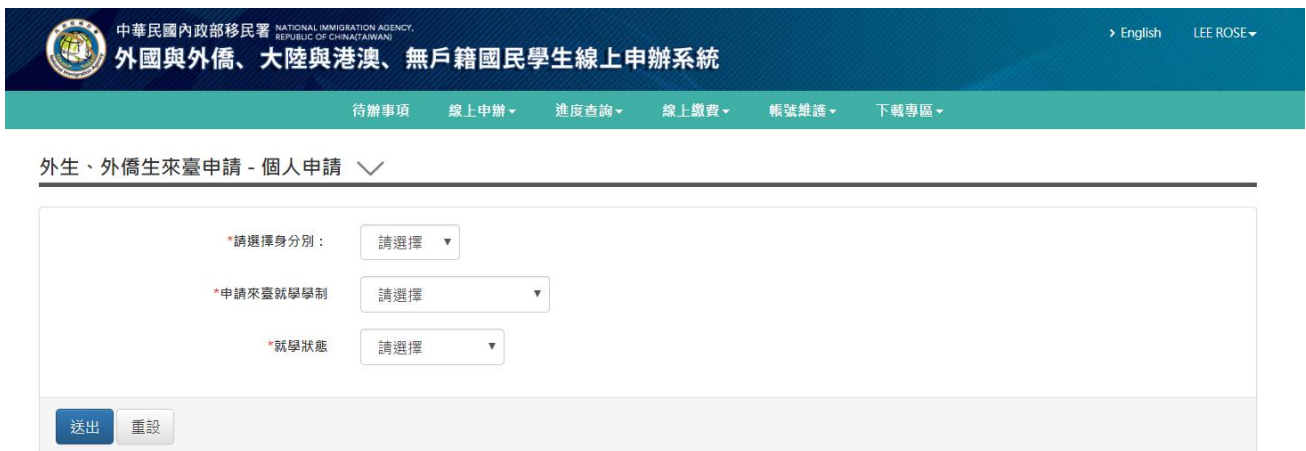 中華民國內政部移民署 NATIONAL IMMIGRATION AGENCY, REPUBLIC OF CHINA(TAIWAN)
外國與外僑、大陸與港澳、無戶籍國民學生線上申辦系統
> English LEE ROSE
待辦事項 線上申辦 進度查詢 線上繳費 帳號維護 下載專區
外生、外僑生來臺申請 - 個人申請
*請選擇身分別： 請選擇
*申請來臺就學學制 請選擇
*就學狀態 請選擇
送出 重設